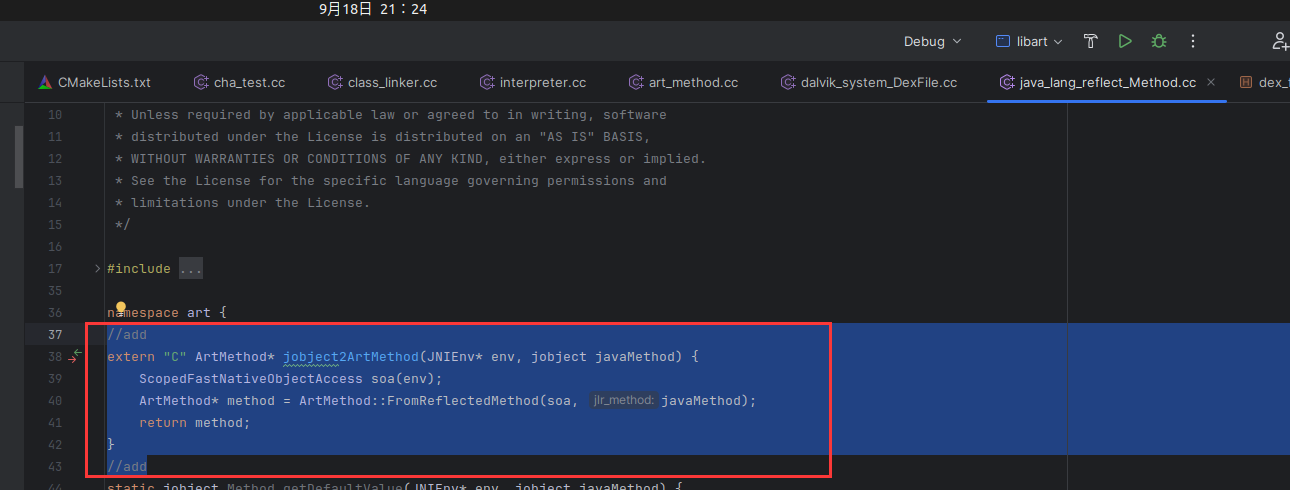 9月18日 21：24
Debug libart
CMakeLists.txt cha_test.cc class_linker.cc interpreter.cc art_method.cc dalvik_system_DexFile.cc java_lang_reflect_Method.cc dex_
10 * Unless required by applicable law or agreed to in writing, software
11 * distributed under the License is distributed on an "AS IS" BASIS,
12 * WITHOUT WARRANTIES OR CONDITIONS OF ANY KIND, either express or implied.
13 * See the License for the specific language governing permissions and
14 * limitations under the License.
15 */
16
17 #include ...
35
36 namespace art {
37 //add
38 extern "C" ArtMethod* jobject2ArtMethod(JNIEnv* env, jobject javaMethod) {
39 ScopedFastNativeObjectAccess soa(env);
40 ArtMethod* method = ArtMethod::FromReflectedMethod(soa, jlr_method: javaMethod);
41 return method;
42 }
43 //add
44 static jobject Method_getDefaultValue(JNIEnv* env, jobject javaMethod) {